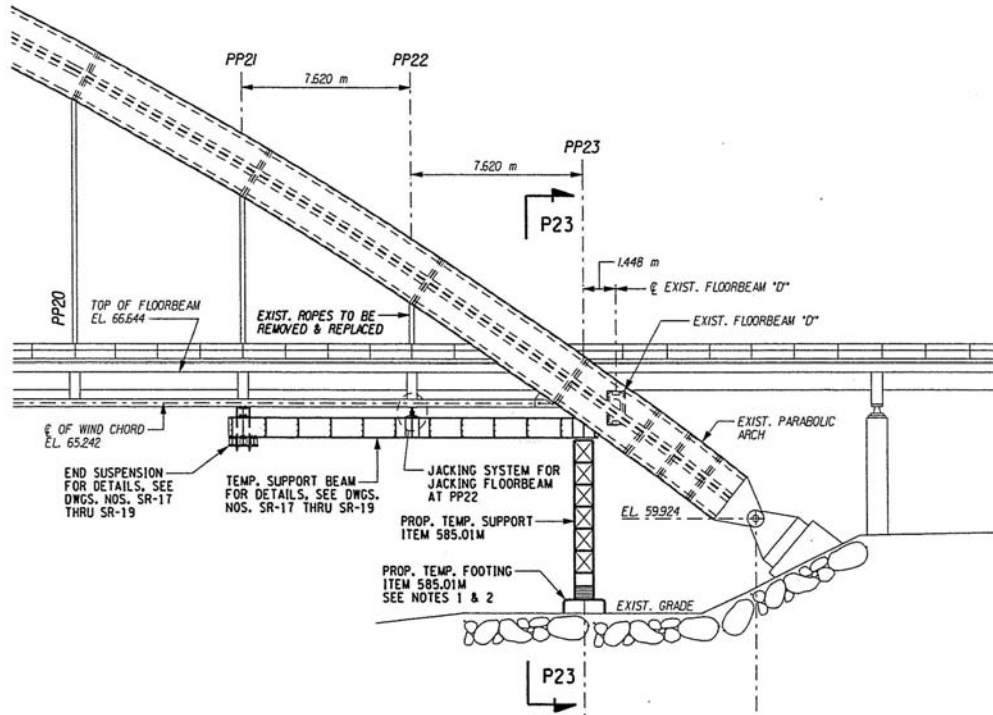 PP21
PP22
7.620 m
PP23
7.620 m
P23
1.448 m
℄ EXIST. FLOORBEAM "D"
PP20
TOP OF FLOORBEAM
EL. 66.644
EXIST. ROPES TO BE
REMOVED & REPLACED
EXIST. FLOORBEAM "D"
℄ OF WIND CHORD
EL. 65.242
EXIST. PARABOLIC
ARCH
END SUSPENSION
FOR DETAILS, SEE
DWGS. NOS. SR-17
THRU SR-19
TEMP. SUPPORT BEAM
FOR DETAILS, SEE DWGS.
NOS. SR-17 THRU SR-19
JACKING SYSTEM FOR
JACKING FLOORBEAM
AT PP22
EL. 59.924
PROP. TEMP. SUPPORT
ITEM 585.01M
PROP. TEMP. FOOTING
ITEM 585.01M
SEE NOTES 1 & 2
EXIST. GRADE
P23